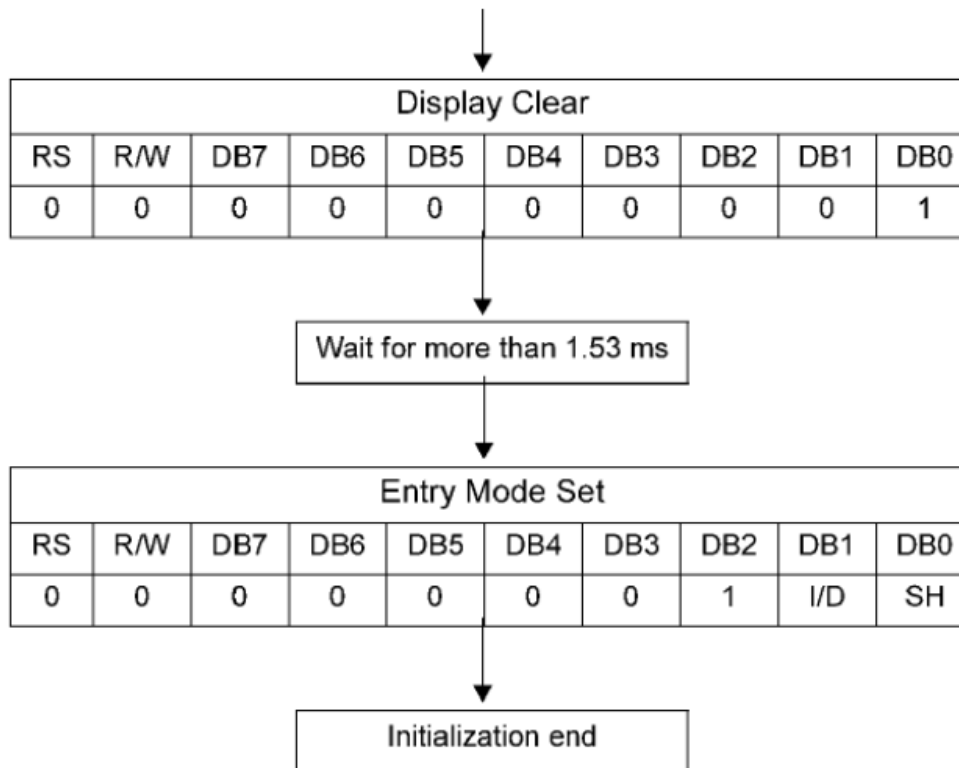 Display Clear
RS R/W DB7 DB6 DB5 DB4 DB3 DB2 DB1 DB0
0 0 0 0 0 0 0 0 0 1
Wait for more than 1.53 ms
Entry Mode Set
RS R/W DB7 DB6 DB5 DB4 DB3 DB2 DB1 DB0
0 0 0 0 0 0 0 1 I/D SH
Initialization end